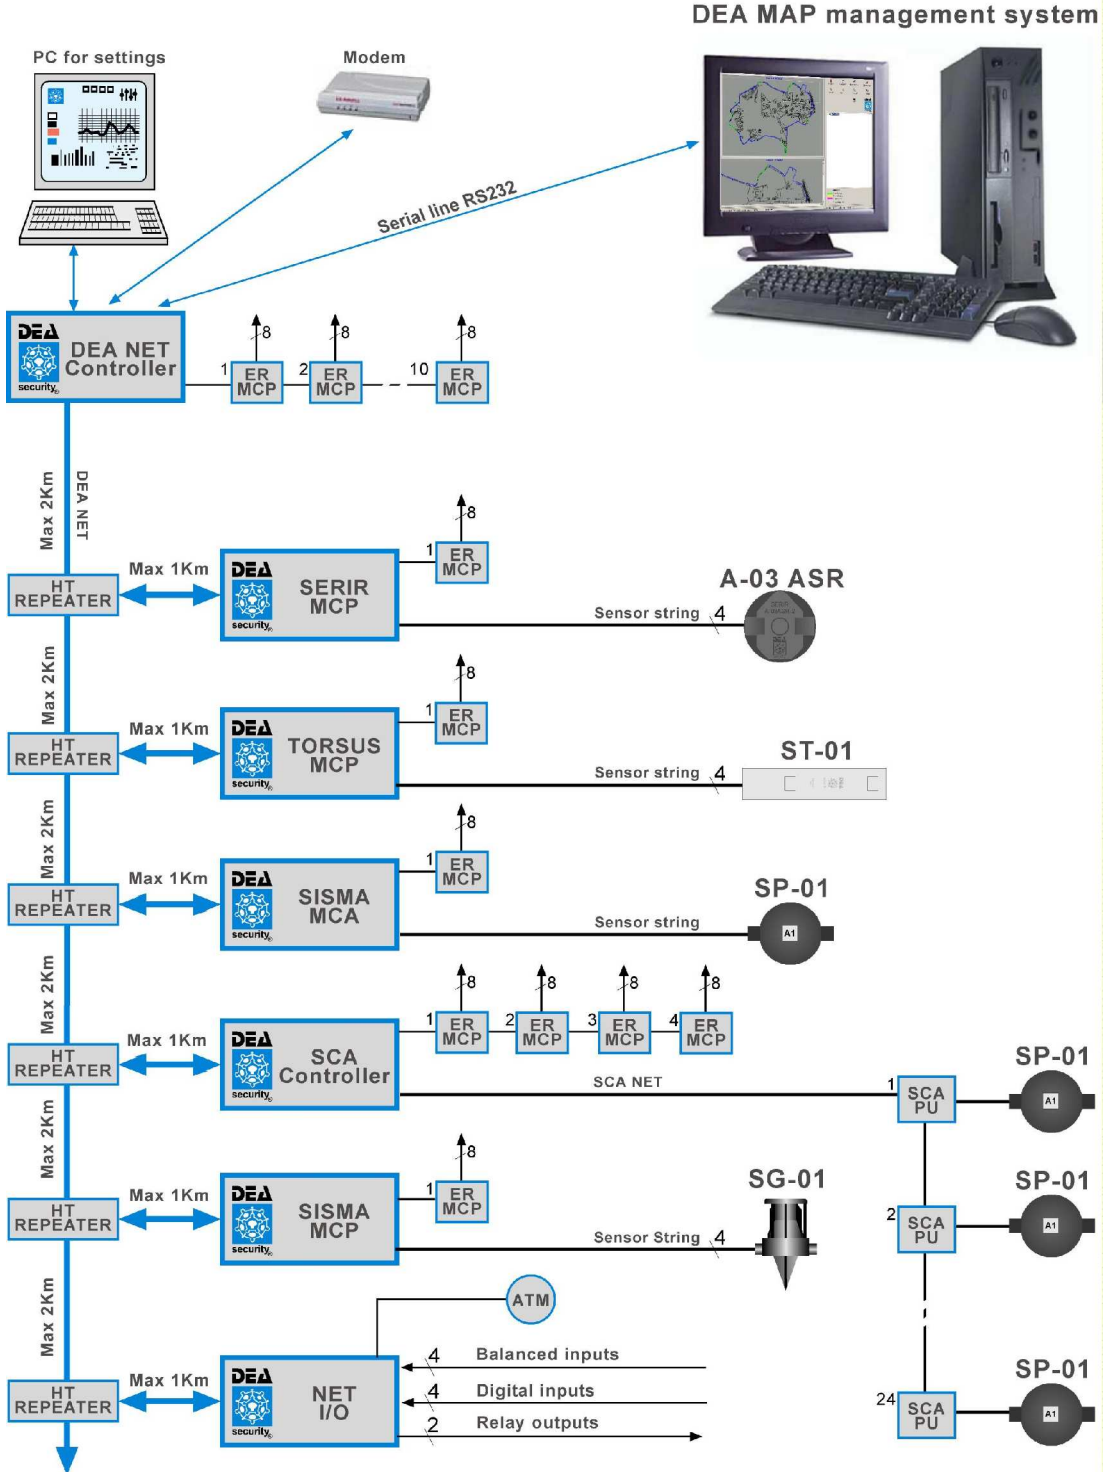 DEA MAP management system
PC for settings
Modem
Serial line RS232
DEA
security®
DEA NET
Controller
1
ER
MCP
8
2
ER
MCP
8
10
ER
MCP
8
Max 2Km
DEA NET
HT
REPEATER
Max 1Km
DEA
security®
SERIR
MCP
1
ER
MCP
8
Sensor string
4
A-03 ASR
Max 2Km
HT
REPEATER
Max 1Km
DEA
security®
TORSUS
MCP
1
ER
MCP
8
Sensor string
4
ST-01
Max 2Km
HT
REPEATER
Max 1Km
DEA
security®
SISMA
MCA
1
ER
MCP
8
Sensor string
SP-01
A1
Max 2Km
HT
REPEATER
Max 1Km
DEA
security®
SCA
Controller
1
ER
MCP
8
2
ER
MCP
8
3
ER
MCP
8
4
ER
MCP
8
SCA NET
1
SCA
PU
SP-01
A1
Max 2Km
HT
REPEATER
Max 1Km
DEA
security®
SISMA
MCP
1
ER
MCP
8
Sensor String
4
SG-01
2
SCA
PU
SP-01
A1
Max 2Km
HT
REPEATER
Max 1Km
DEA
security®
NET
I/O
ATM
4
Balanced inputs
4
Digital inputs
2
Relay outputs
24
SCA
PU
SP-01
A1